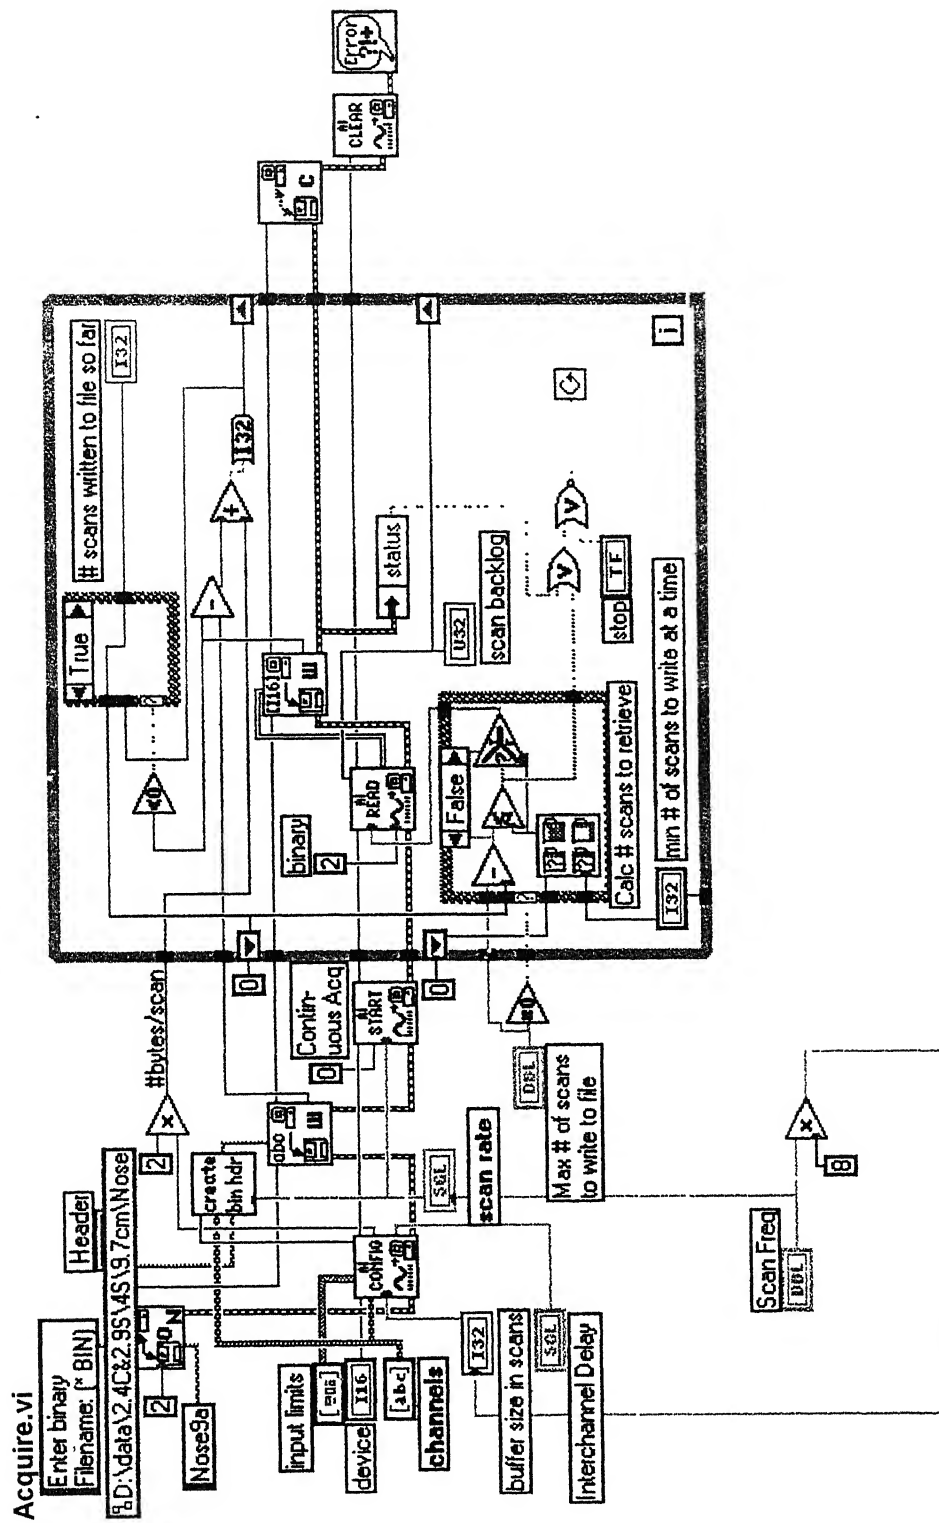 Acquire.vi
Enter binary
Filename: (*.BIN)
Header
D:\data\2.4C&2.9S\4S\9.7cm\Nose
2
Nose9a
O
N
create
bin hdr
2
×
#bytes/scan
abc
W
input limits
device
I16
[abc]
channels
AI
CONFIG
SGL
scan rate
I32
buffer size in scans
SGL
Interchannel Delay
0
Contin-
uous Acq
AI
START
0
0
DBL
Max # of scans
to write to file
=0
Scan Freq
DBL
×
8
True
# scans written to file so far
I32
?
-
+
I32
[I16]
W
binary
2
AI
READ
status
U32
scan backlog
False
-
?
?
Calc # scans to retrieve
I32
min # of scans to write at a time
V
V
stop
TF
i
C
AI
CLEAR
Error
?!+